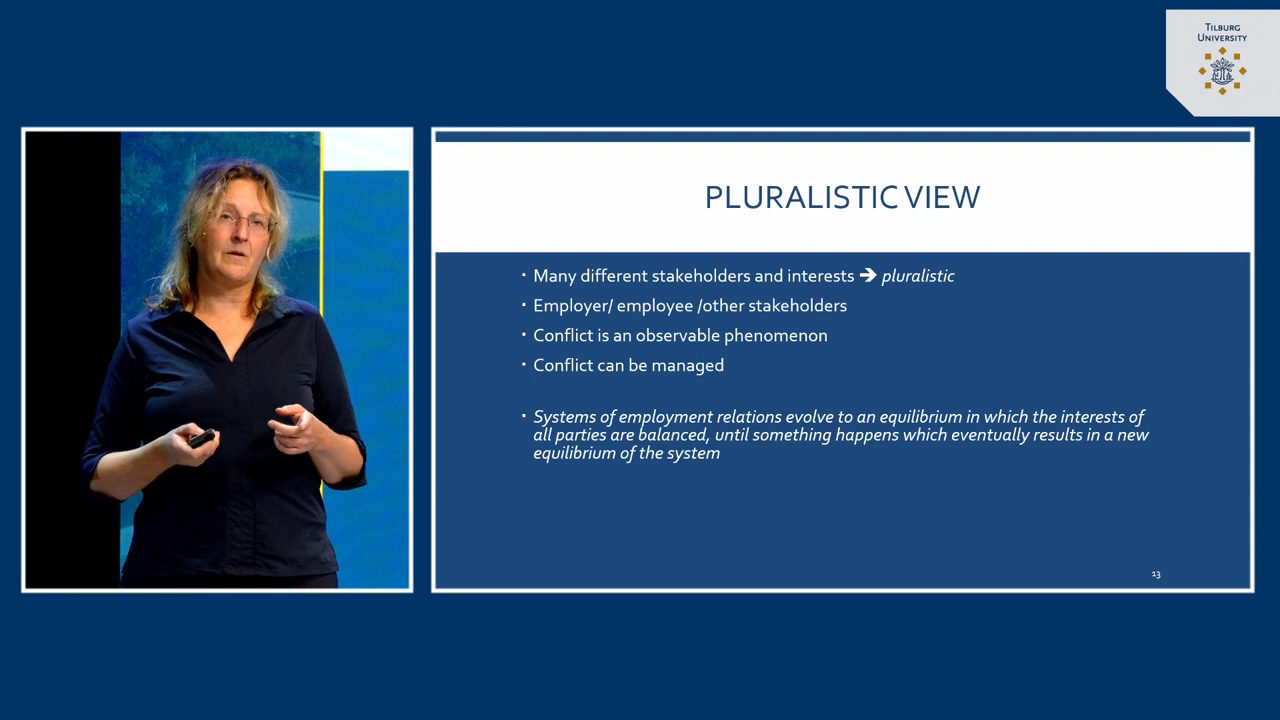 TILBURG
UNIVERSITY
PLURALISTIC VIEW
▪ Many different stakeholders and interests ➔ pluralistic
▪ Employer/ employee /other stakeholders
▪ Conflict is an observable phenomenon
▪ Conflict can be managed
▪ Systems of employment relations evolve to an equilibrium in which the interests of
all parties are balanced, until something happens which eventually results in a new
equilibrium of the system
13